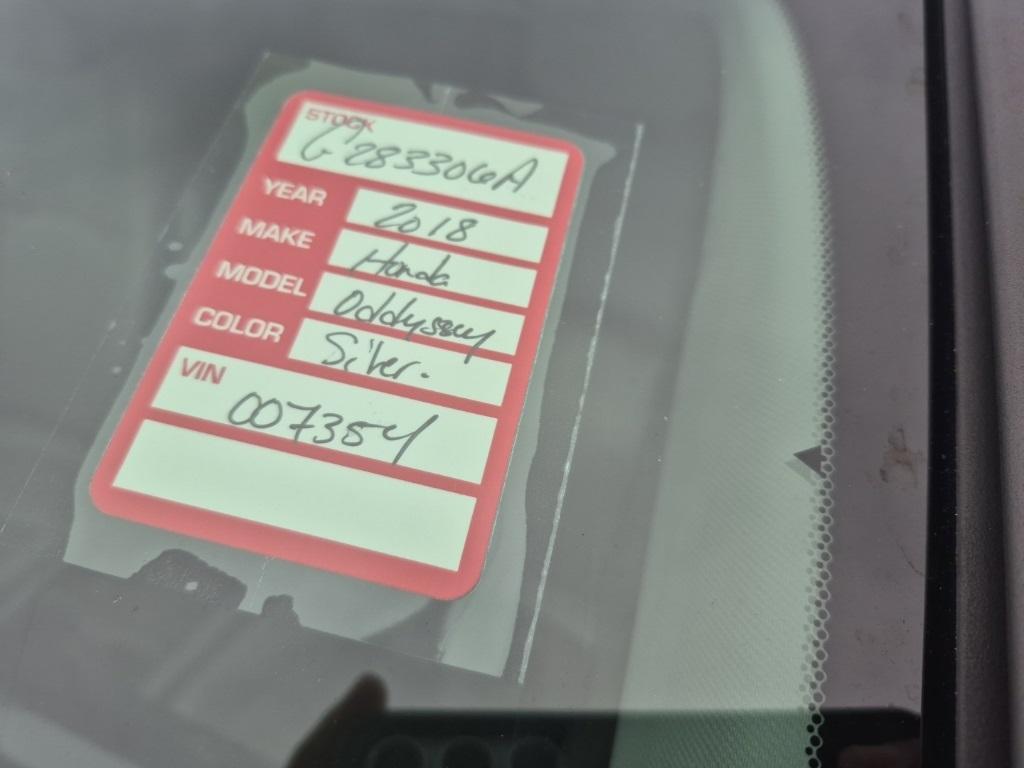 STOCK
G283306A
YEAR 2018
MAKE Honda
MODEL Oddyssey
COLOR Silver.
VIN
007354